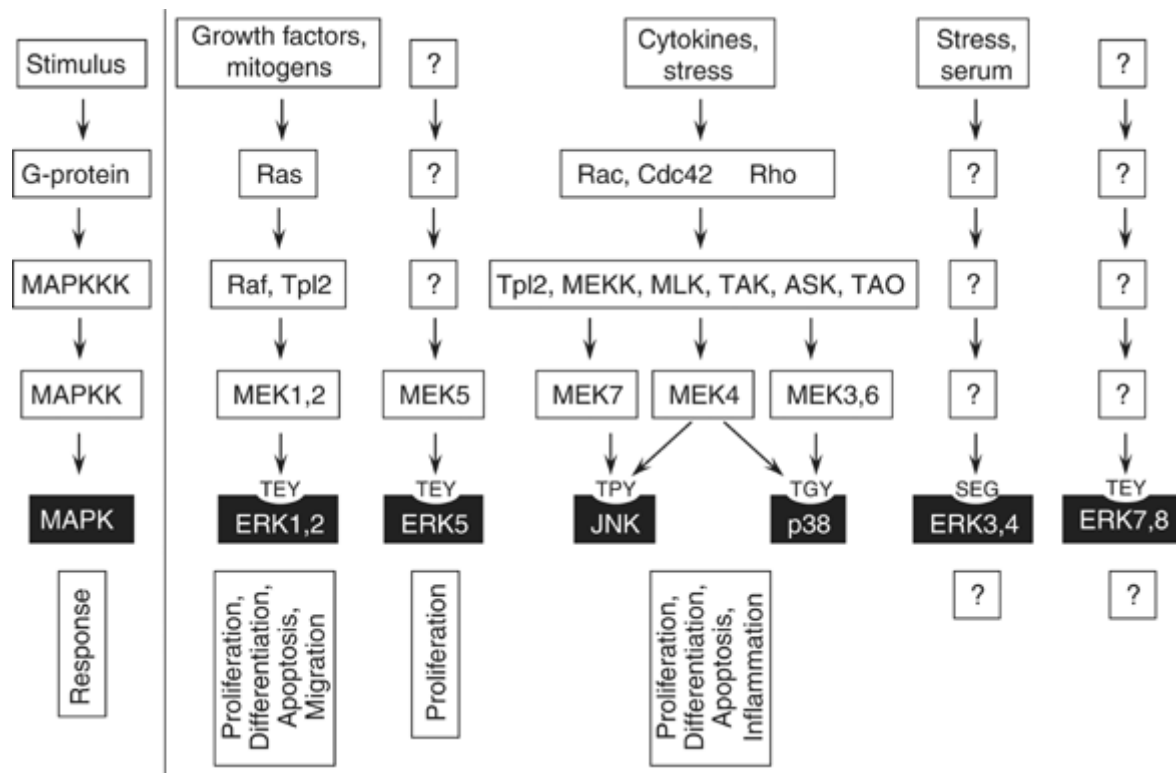 Stimulus
Growth factors,
mitogens
?
Cytokines,
stress
Stress,
serum
?
G-protein
Ras
?
Rac, Cdc42 Rho
?
?
MAPKKK
Raf, Tpl2
?
Tpl2, MEKK, MLK, TAK, ASK, TAO
?
?
MAPKK
MEK1,2
MEK5
MEK7
MEK4
MEK3,6
?
?
MAPK
TEY
ERK1,2
TEY
ERK5
TPY
JNK
TGY
p38
SEG
ERK3,4
TEY
ERK7,8
Response
Proliferation,
Differentiation,
Apoptosis,
Migration
Proliferation
Proliferation,
Differentiation,
Apoptosis,
Inflammation
?
?